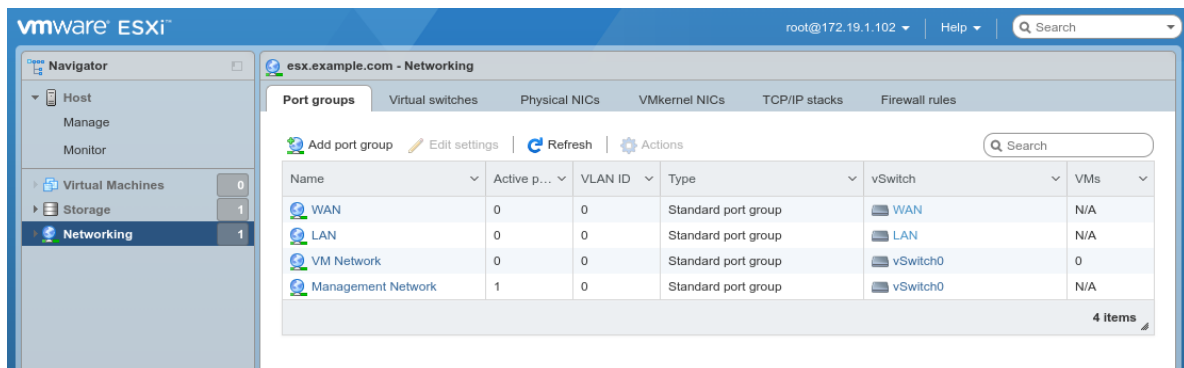 vmware ESXi™
root@172.19.1.102
Help
Search
Navigator
Host
Manage
Monitor
Virtual Machines 0
Storage 1
Networking 1
esx.example.com - Networking
Port groups Virtual switches Physical NICs VMkernel NICs TCP/IP stacks Firewall rules
Add port group Edit settings Refresh Actions Search
Name Active p... VLAN ID Type vSwitch VMs
WAN 0 0 Standard port group WAN N/A
LAN 0 0 Standard port group LAN N/A
VM Network 0 0 Standard port group vSwitch0 0
Management Network 1 0 Standard port group vSwitch0 N/A
4 items